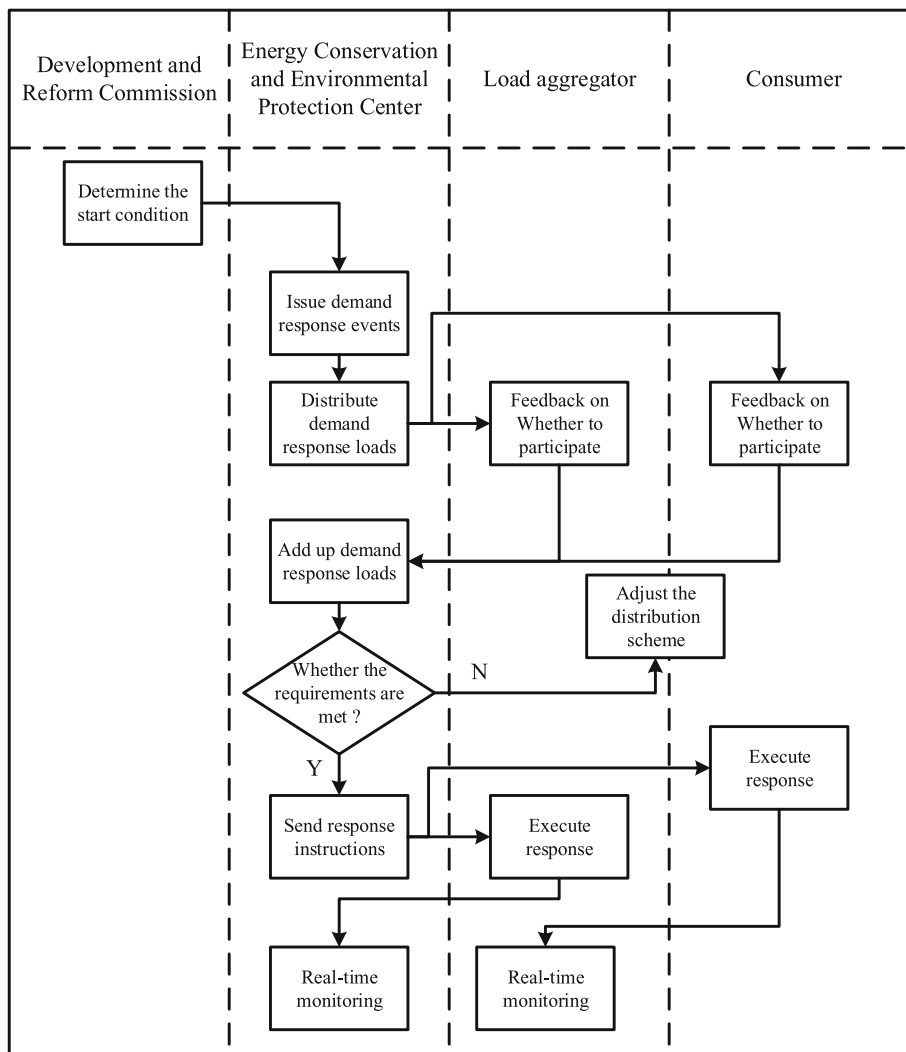 Development and
Reform Commission
Energy Conservation
and Environmental
Protection Center
Load aggregator
Consumer
Determine the
start condition
Issue demand
response events
Distribute
demand
response loads
Feedback on
Whether to
participate
Feedback on
Whether to
participate
Add up demand
response loads
Adjust the
distribution
scheme
Whether the
requirements are
met ?
N
Y
Execute
response
Send response
instructions
Execute
response
Real-time
monitoring
Real-time
monitoring